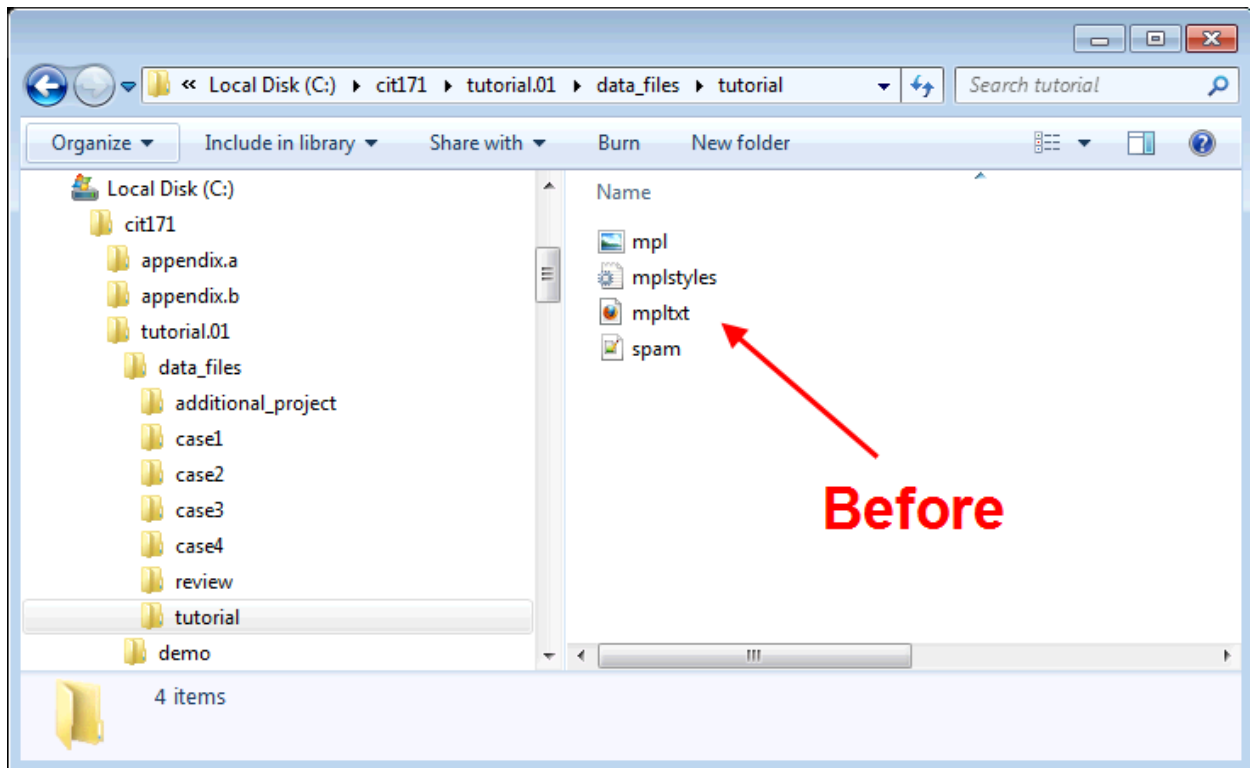 « Local Disk (C:) ▸ cit171 ▸ tutorial.01 ▸ data_files ▸ tutorial Search tutorial
Organize Include in library Share with Burn New folder
Local Disk (C:)
cit171
appendix.a
appendix.b
tutorial.01
data_files
additional_project
case1
case2
case3
case4
review
tutorial
demo
Name
mpl
mplstyles
mpltxt
spam
Before
4 items